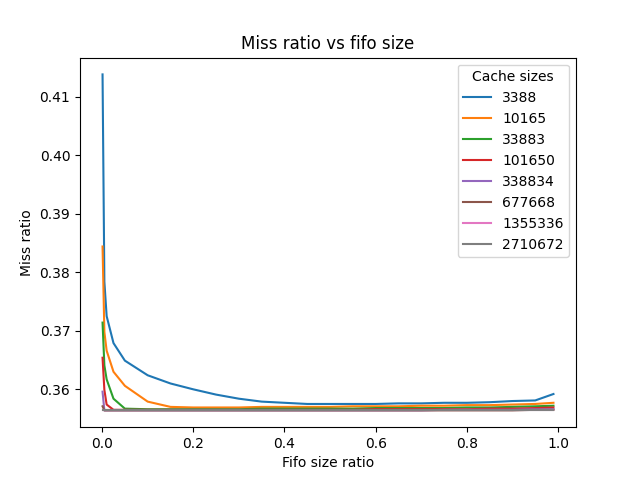 Miss ratio vs fifo size
Cache sizes
3388
10165
33883
101650
338834
677668
1355336
2710672
Miss ratio
0.41
0.40
0.39
0.38
0.37
0.36
0.0 0.2 0.4 0.6 0.8 1.0
Fifo size ratio